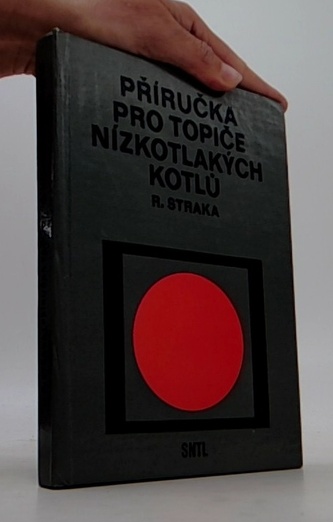 PŘÍRUČKA
PRO TOPIČE
NÍZKOTLAKÝCH
KOTLŮ
R. STRAKA
SNTL